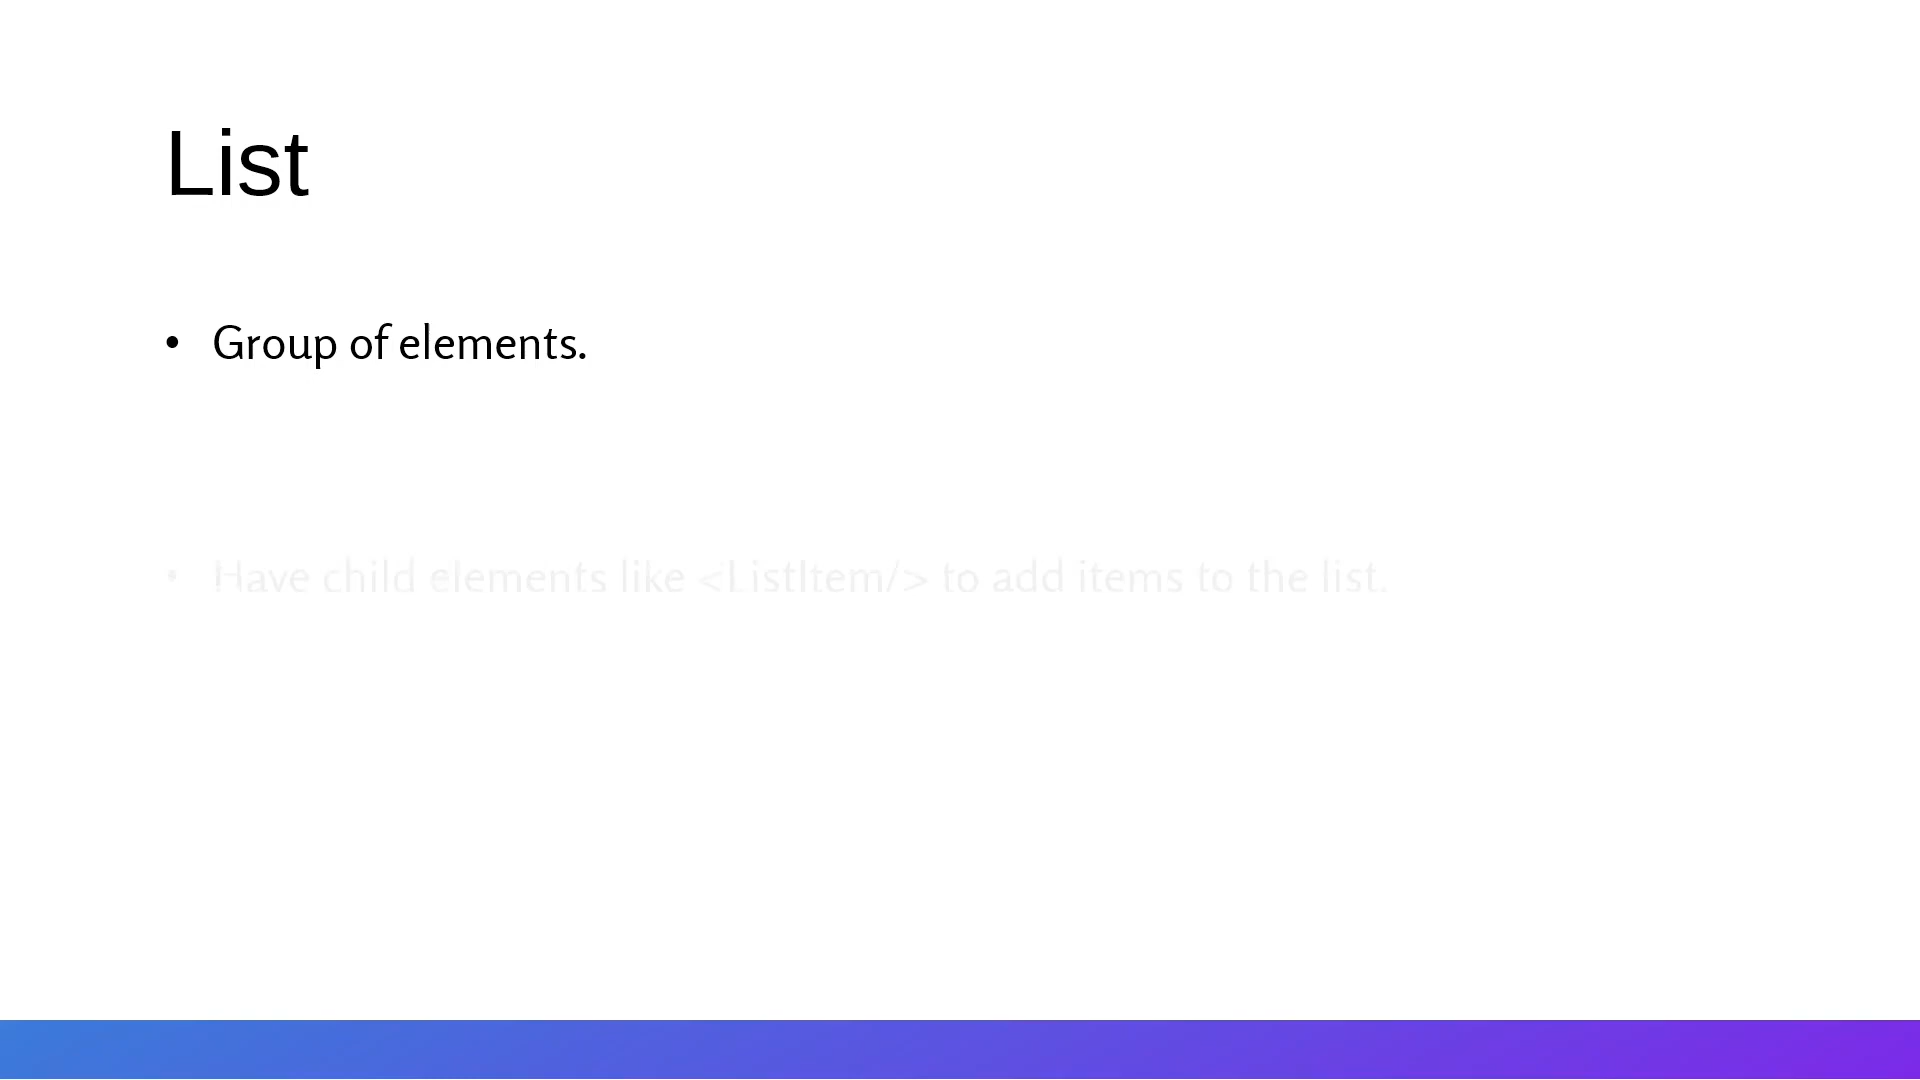 List
• Group of elements.
• Have child elements like <ListItem/> to add items to the list.